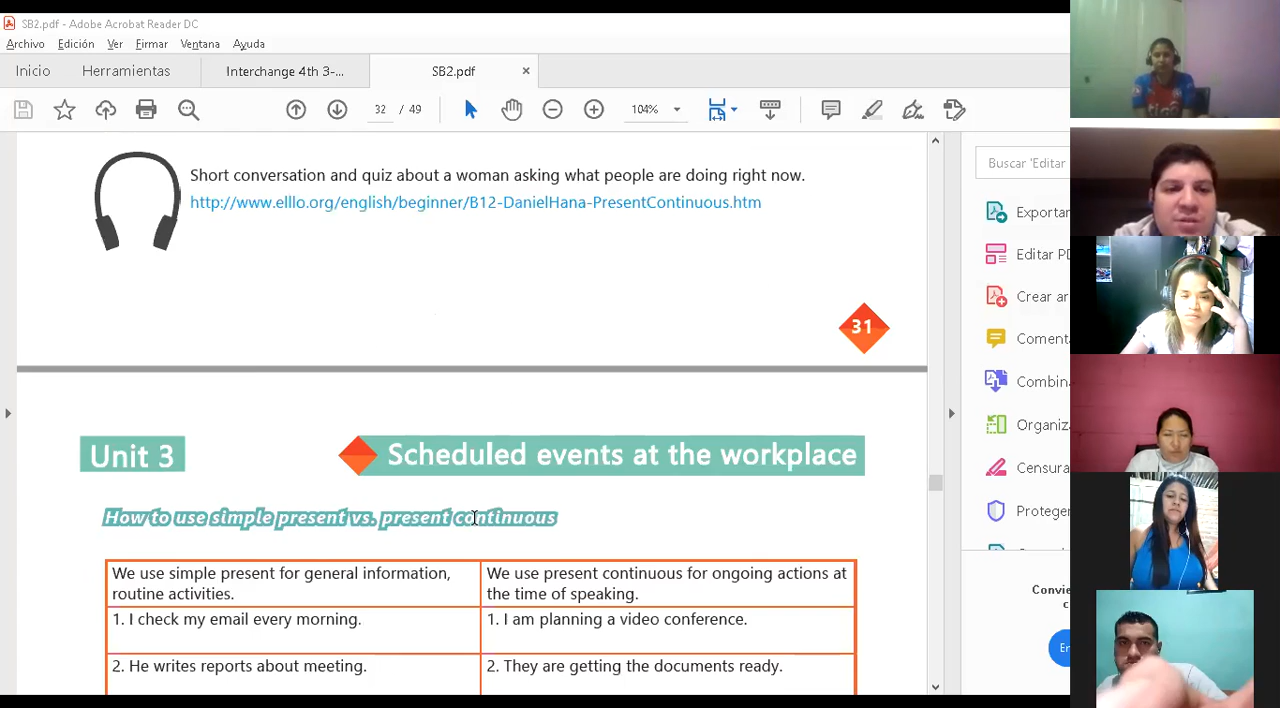 SB2.pdf - Adobe Acrobat Reader DC
Archivo Edición Ver Firmar Ventana Ayuda
Inicio Herramientas Interchange 4th 3-... SB2.pdf ×
32 / 49 104%
Short conversation and quiz about a woman asking what people are doing right now.
http://www.elllo.org/english/beginner/B12-DanielHana-PresentContinuous.htm
31
Unit 3 Scheduled events at the workplace
How to use simple present vs. present continuous
We use simple present for general information,
routine activities.
We use present continuous for ongoing actions at
the time of speaking.
1. I check my email every morning.
1. I am planning a video conference.
2. He writes reports about meeting.
2. They are getting the documents ready.
Buscar 'Editar
Exportar
Editar PD
Crear ar
Comenta
Combin
Organiz
Censura
Proteger
Convie
c
En
tigo